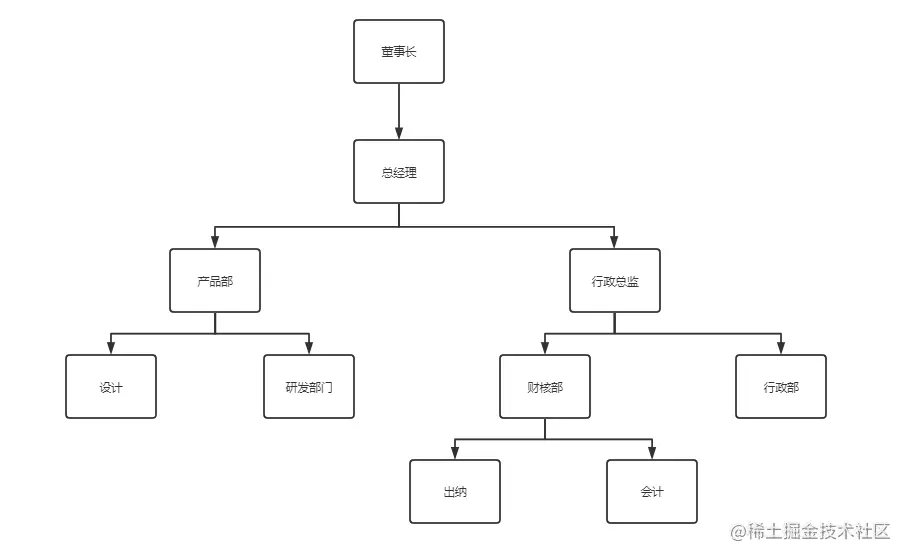 董事长
总经理
产品部
行政总监
设计
研发部门
财核部
行政部
出纳
会计
@稀土掘金技术社区